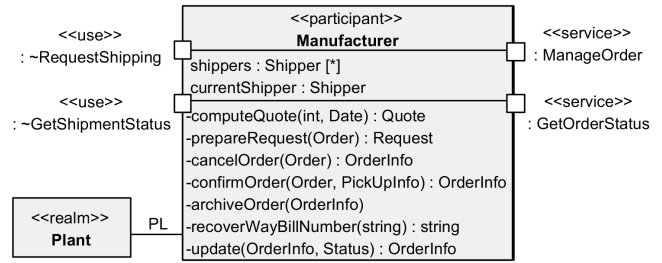 <<participant>>
Manufacturer
<<use>>
: ~RequestShipping
<<service>>
: ManageOrder
shippers : Shipper [*]
currentShipper : Shipper
<<use>>
: ~GetShipmentStatus
<<service>>
: GetOrderStatus
-computeQuote(int, Date) : Quote
-prepareRequest(Order) : Request
-cancelOrder(Order) : OrderInfo
-confirmOrder(Order, PickUpInfo) : OrderInfo
-archiveOrder(OrderInfo)
-recoverWayBillNumber(string) : string
-update(OrderInfo, Status) : OrderInfo
<<realm>>
Plant
PL